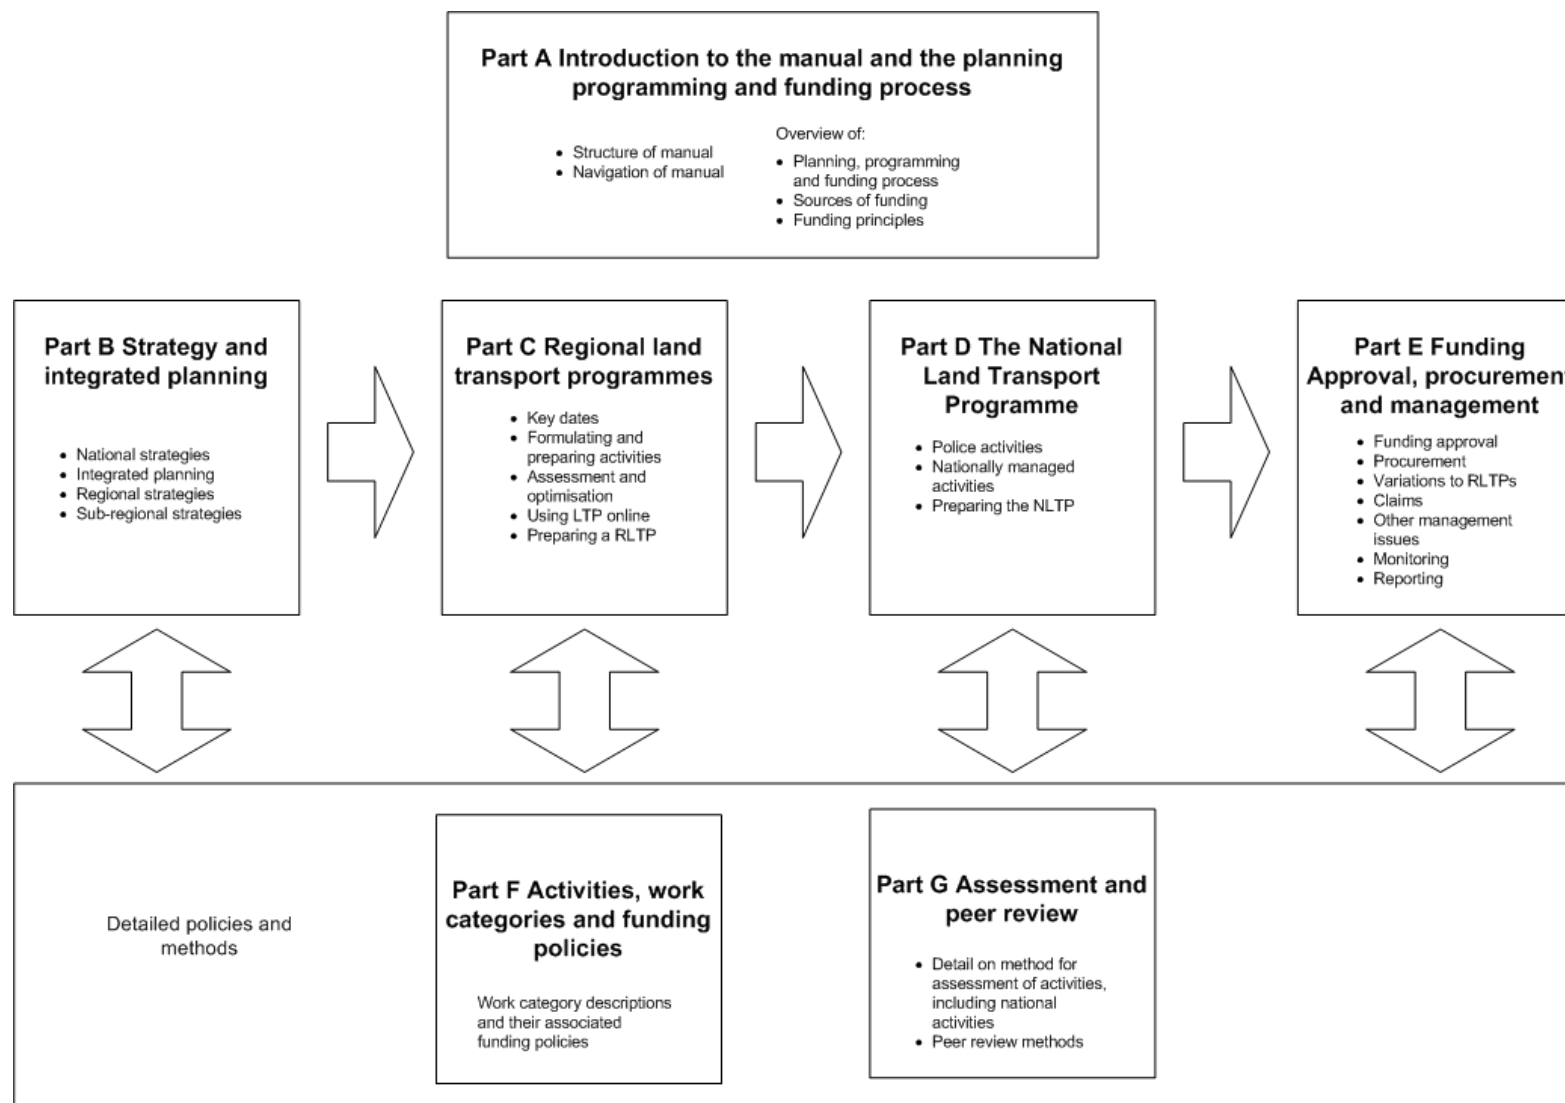 Part A Introduction to the manual and the planning
programming and funding process
• Structure of manual
• Navigation of manual
Overview of:
• Planning, programming
and funding process
• Sources of funding
• Funding principles
Part B Strategy and
integrated planning
• National strategies
• Integrated planning
• Regional strategies
• Sub-regional strategies
Part C Regional land
transport programmes
• Key dates
• Formulating and
preparing activities
• Assessment and
optimisation
• Using LTP online
• Preparing a RLTP
Part D The National
Land Transport
Programme
• Police activities
• Nationally managed
activities
• Preparing the NLTP
Part E Funding
Approval, procurement
and management
• Funding approval
• Procurement
• Variations to RLTPs
• Claims
• Other management
issues
• Monitoring
• Reporting
Detailed policies and
methods
Part F Activities, work
categories and funding
policies
Work category descriptions
and their associated
funding policies
Part G Assessment and
peer review
• Detail on method for
assessment of activities,
including national
activities
• Peer review methods